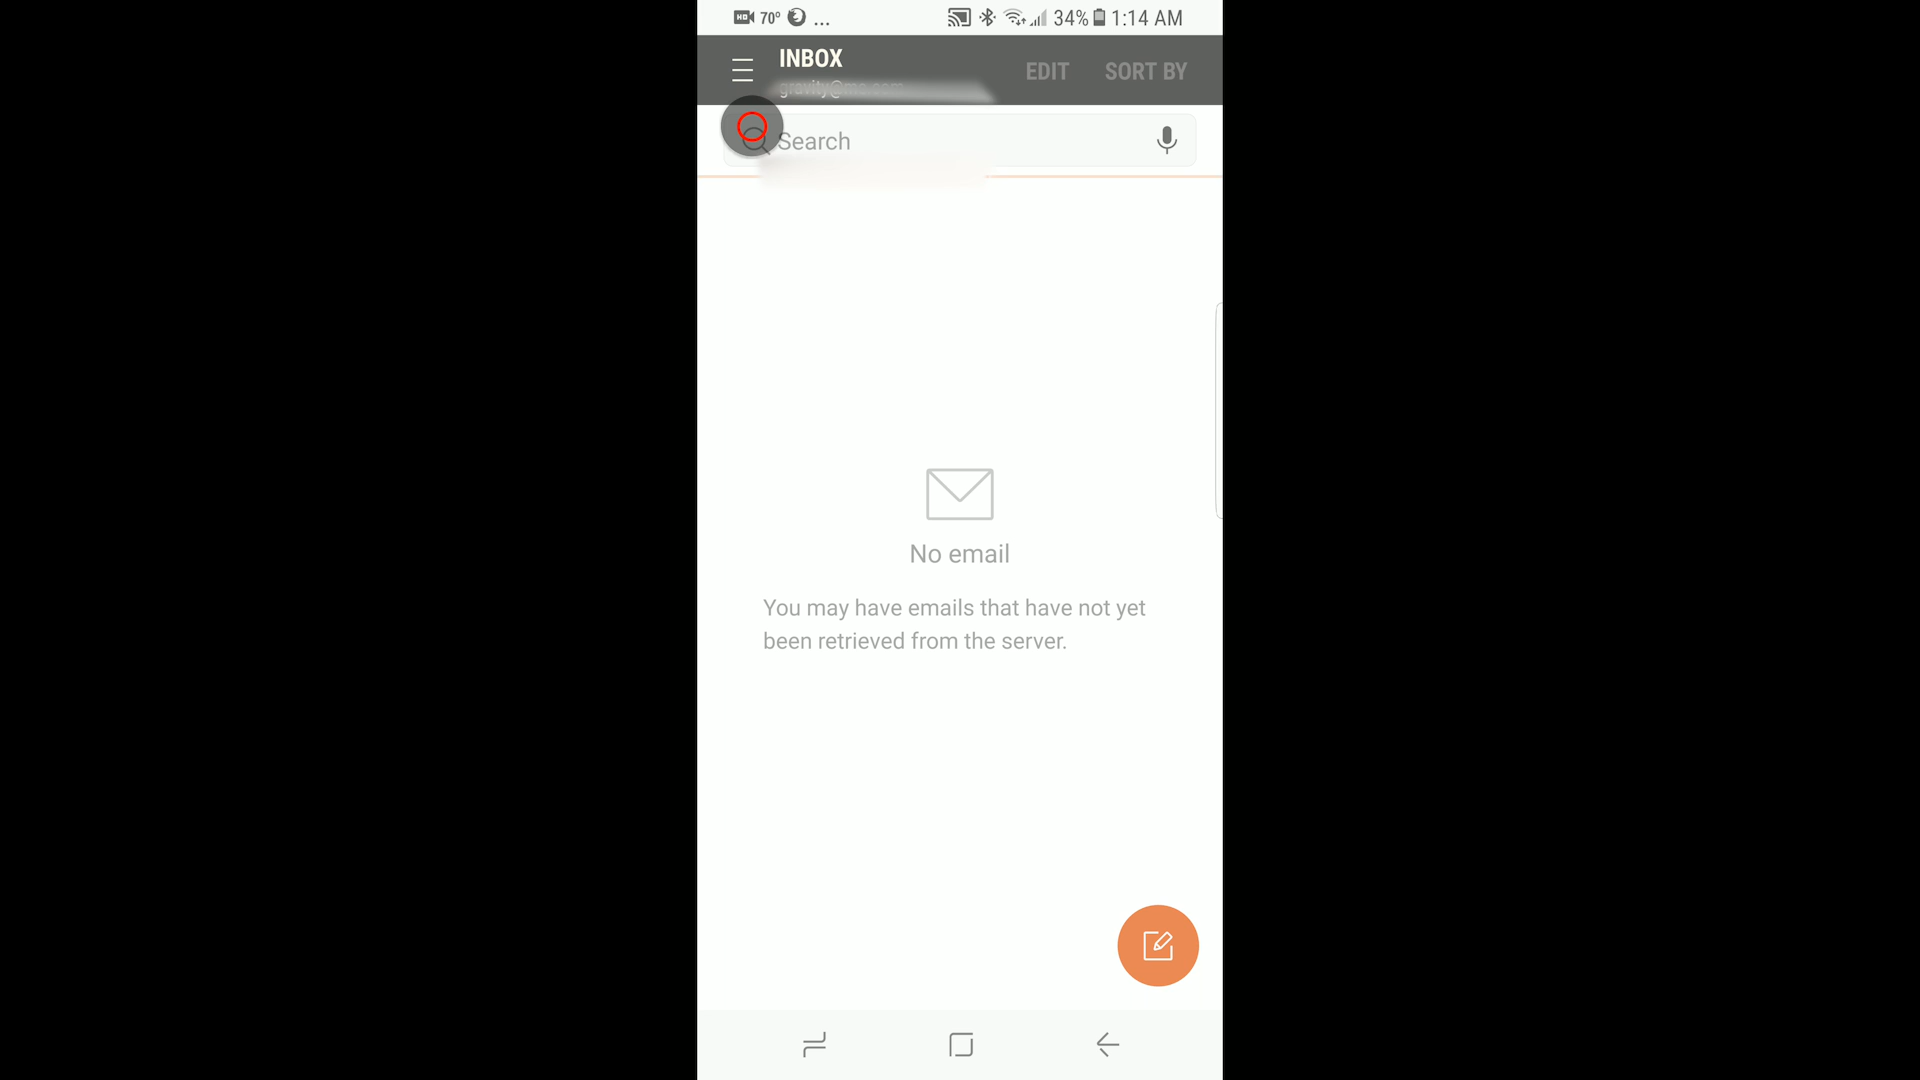 HD 70° ... 34% 1:14 AM
INBOX
EDIT SORT BY
Search
No email
You may have emails that have not yet
been retrieved from the server.